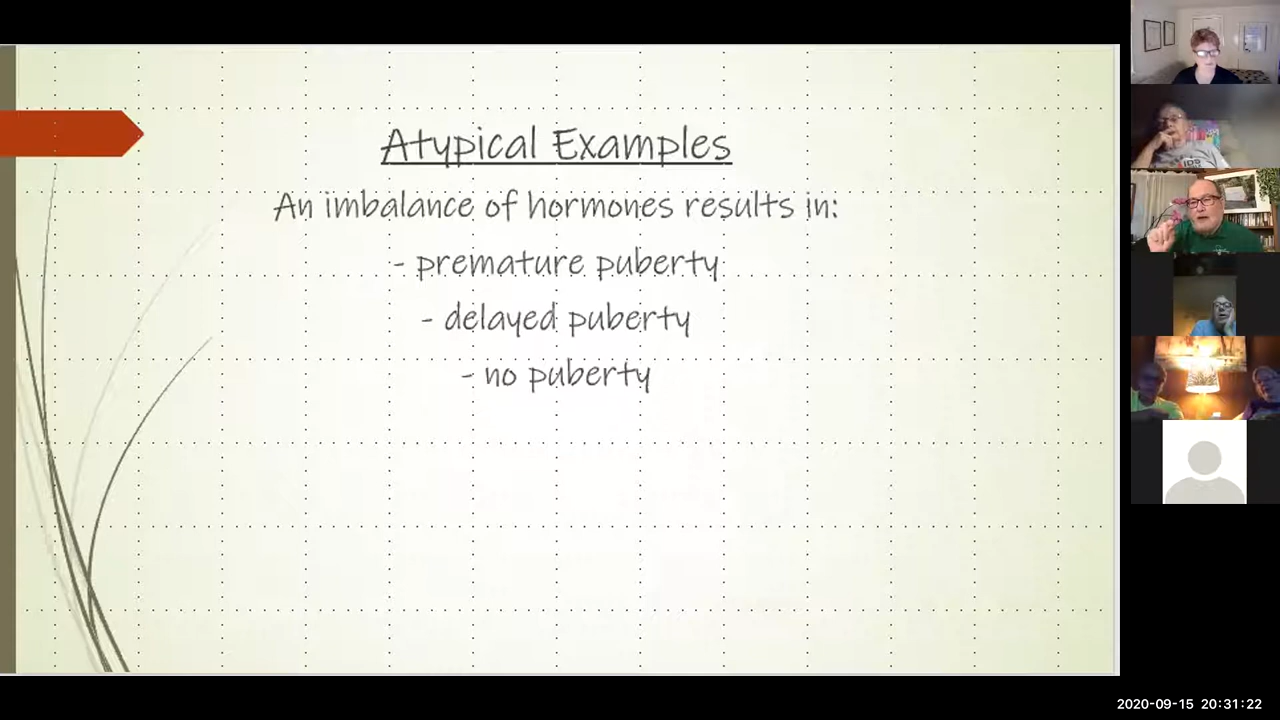 Atypical Examples
An imbalance of hormones results in:
- premature puberty
- delayed puberty
- no puberty
2020-09-15 20:31:22